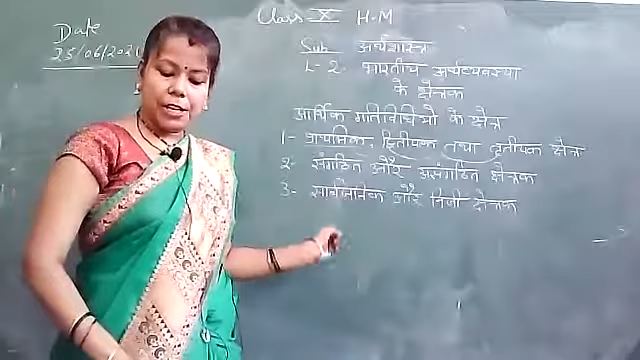 Class X H.M
Date
25/06/2021
Sub अर्थशास्त्र
L-2- भारतीय अर्थव्यवस्था
के क्षेत्रक
आर्थिक गतिविधियों के क्षेत्र
1- प्राथमिक, द्वितीयक तथा तृतीयक क्षेत्र
2- संगठित और असंगठित क्षेत्रक
3- सार्वजनिक और निजी क्षेत्रक